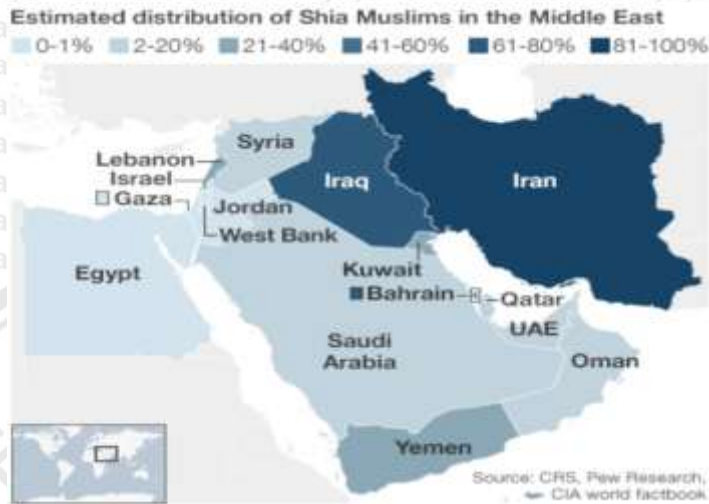 Estimated distribution of Shia Muslims in the Middle East
0-1% 2-20% 21-40% 41-60% 61-80% 81-100%
Syria
Lebanon
Israel
Gaza
Iraq
Iran
Jordan
West Bank
Egypt
Kuwait
Bahrain
Qatar
UAE
Saudi
Arabia
Oman
Yemen
Source: CRS, Pew Research,
CIA world factbook